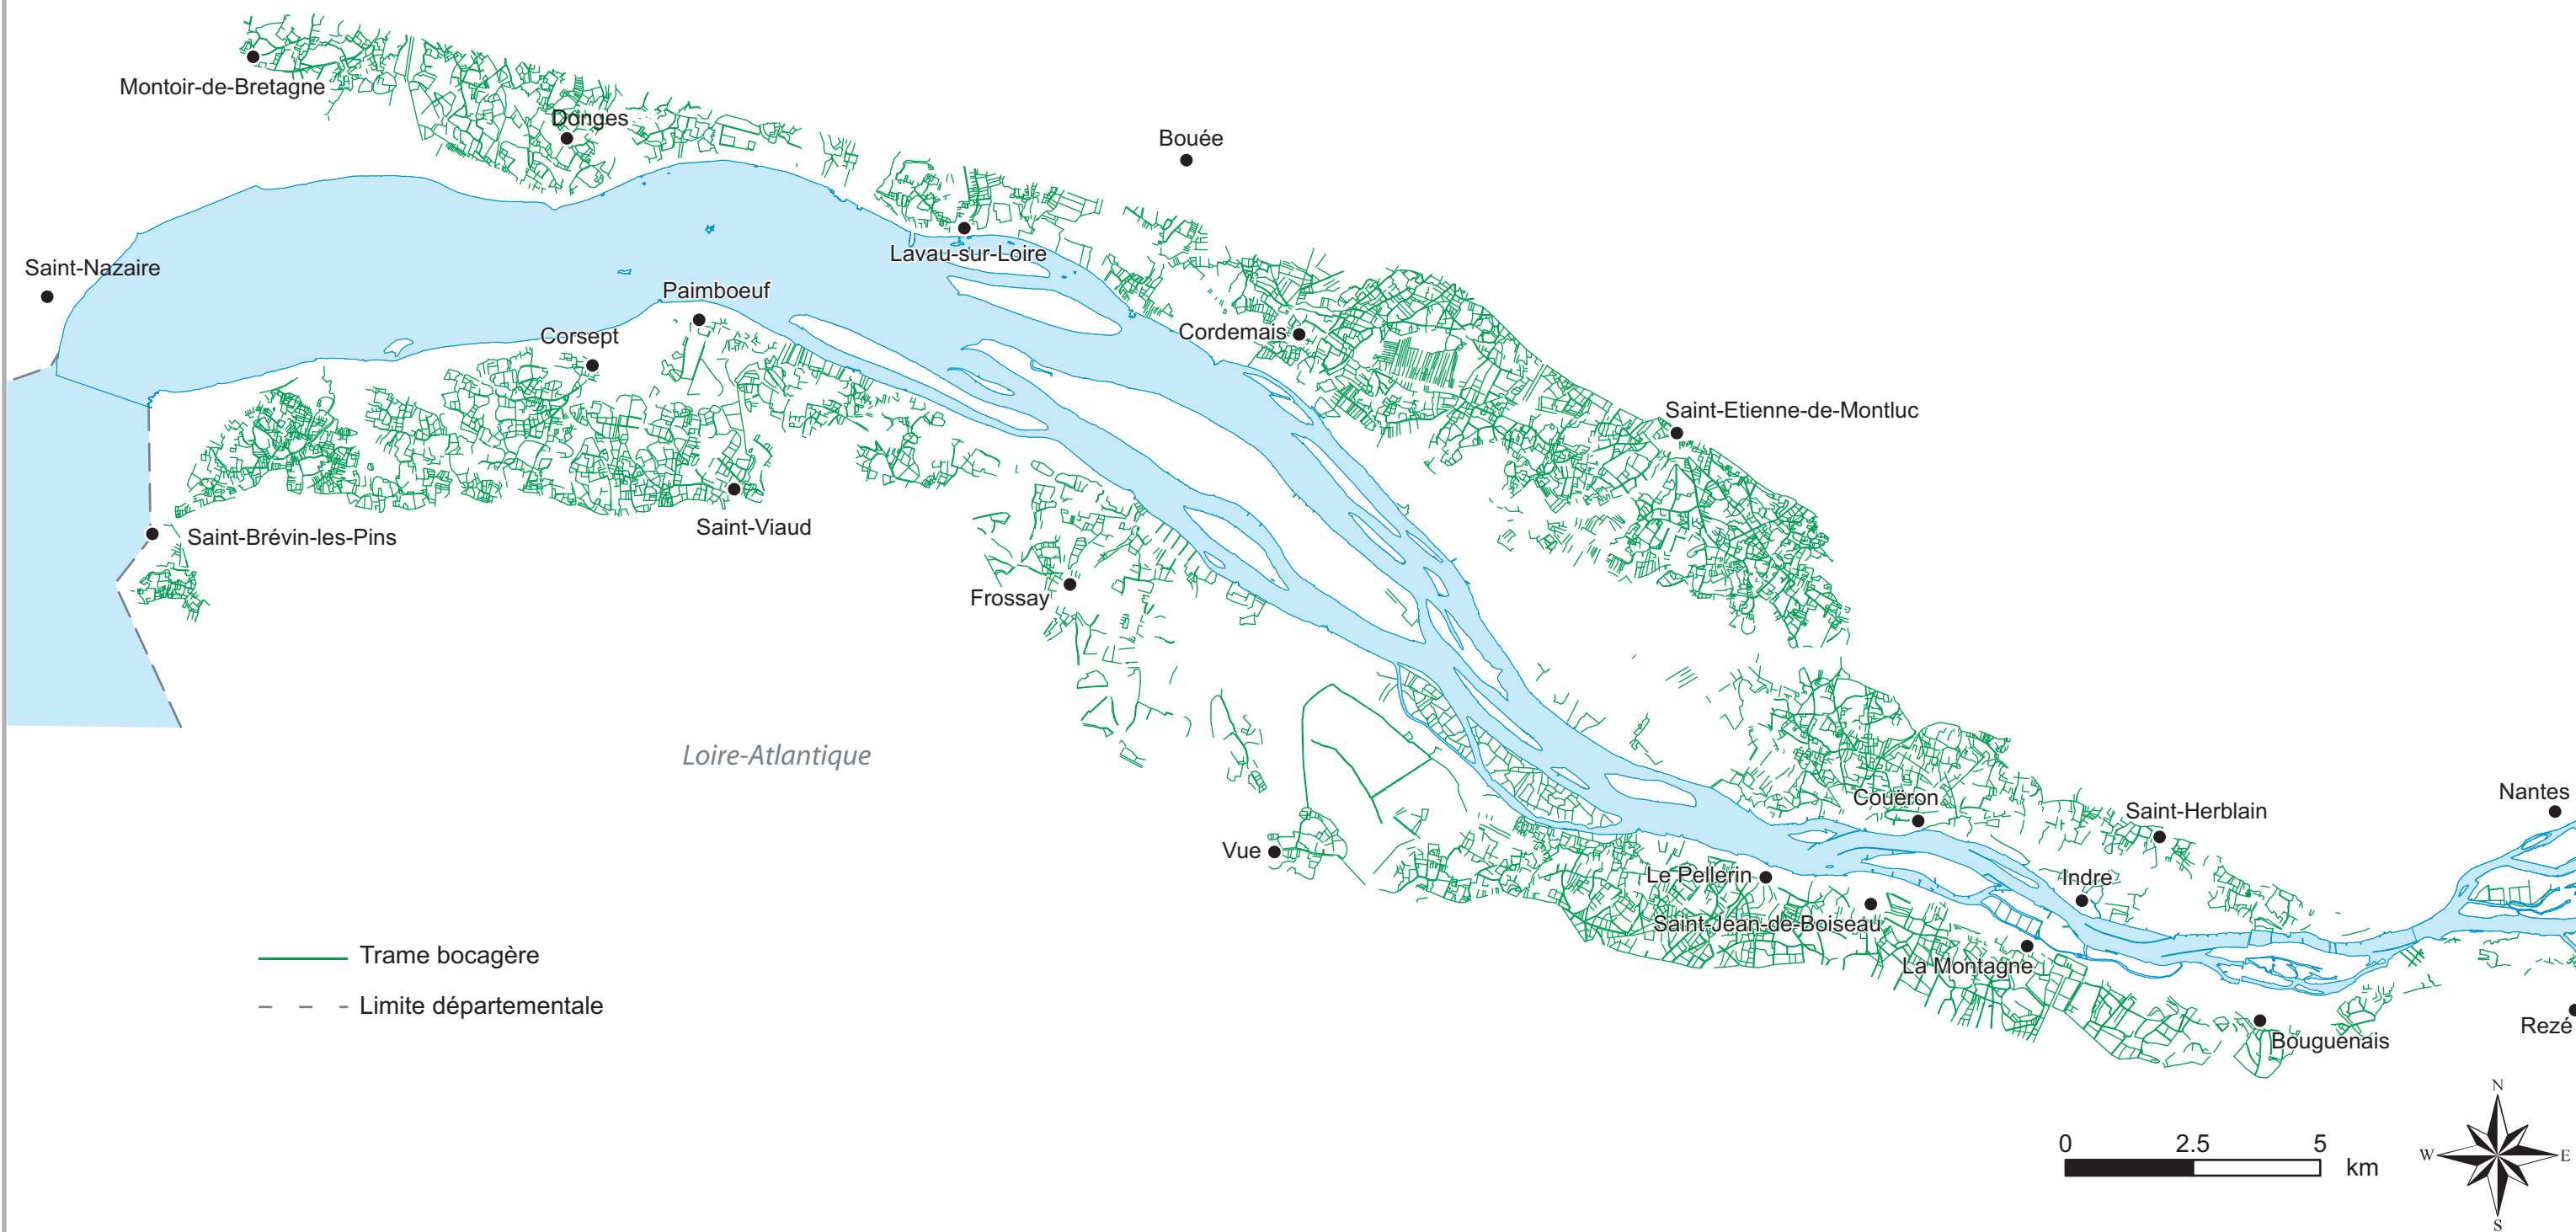 Montoir-de-Bretagne
Donges
Bouée
Saint-Nazaire
Lavau-sur-Loire
Paimboeuf
Corsept
Cordemais
Saint-Etienne-de-Montluc
Saint-Viaud
Saint-Brévin-les-Pins
Frossay
Loire-Atlantique
Nantes
Couëron
Saint-Herblain
Vue
Le Pellerin
Indre
Saint-Jean-de-Boiseau
La Montagne
Rezé
Bouguenais
Trame bocagère
Limite départementale
0 2.5 5
km
N
W E
S